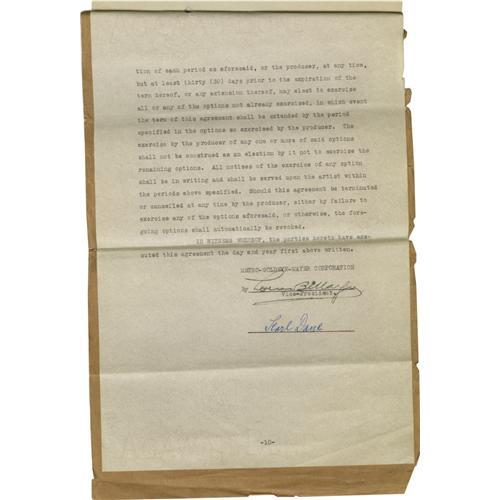 tion of each period as aforesaid, or the producer, at any time,
but at least thirty (30) days prior to the expiration of the
term hereof, or any extension thereof, may elect to exercise
all or any of the options not already exercised, in which event
the term of this agreement shall be extended by the period
specified in the options so exercised by the producer. The
exercise by the producer of any one or more of said options
shall not be construed as an election by it not to exercise the
remaining options. All notices of the exercise of any option
shall be in writing and shall be served upon the artist within
the periods above specified. Should this agreement be terminated
or cancelled at any time by the producer, either by failure to
exercise any of the options aforesaid, or otherwise, the fore-
going options shall automatically be revoked.
IN WITNESS WHEREOF, the parties hereto have exe-
cuted this agreement the day and year first above written.
METRO-GOLDWYN-MAYER CORPORATION
By
Vice-President
Karl Dane
-10-